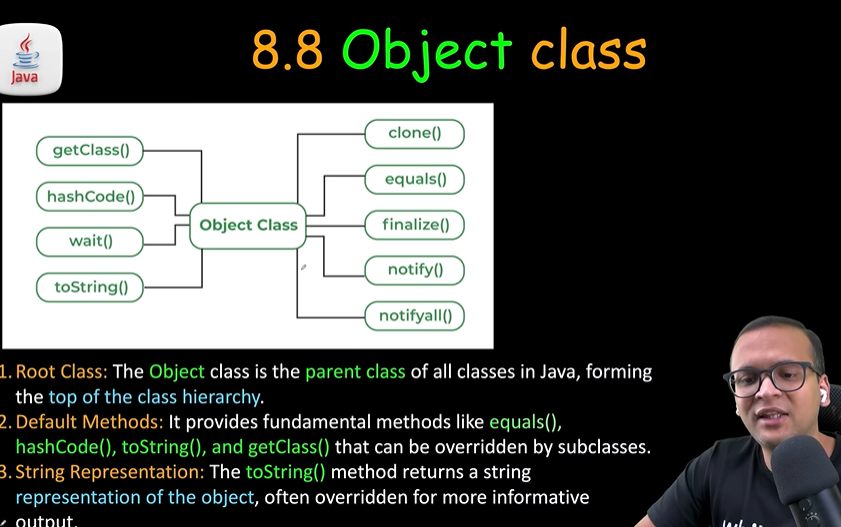 8.8 Object class
Java
getClass()
hashCode()
wait()
toString()
Object Class
clone()
equals()
finalize()
notify()
notifyall()
1. Root Class: The Object class is the parent class of all classes in Java, forming
the top of the class hierarchy.
2. Default Methods: It provides fundamental methods like equals(),
hashCode(), toString(), and getClass() that can be overridden by subclasses.
3. String Representation: The toString() method returns a string
representation of the object, often overridden for more informative
output.